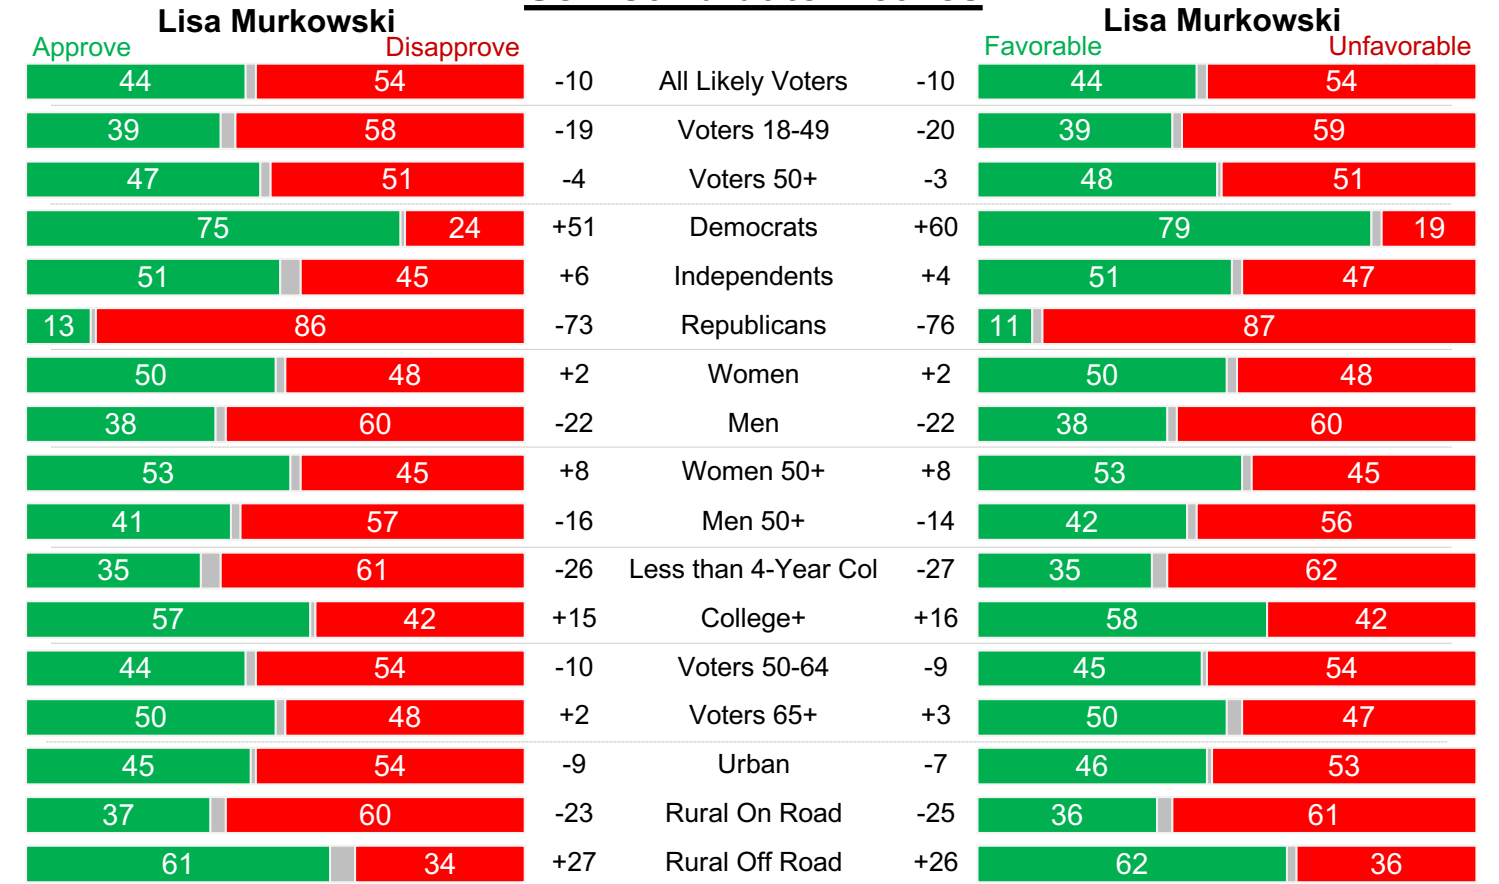 Lisa Murkowski Lisa Murkowski
Approve Disapprove Favorable Unfavorable
44 54 -10 All Likely Voters -10 44 54
39 58 -19 Voters 18-49 -20 39 59
47 51 -4 Voters 50+ -3 48 51
75 24 +51 Democrats +60 79 19
51 45 +6 Independents +4 51 47
13 86 -73 Republicans -76 11 87
50 48 +2 Women +2 50 48
38 60 -22 Men -22 38 60
53 45 +8 Women 50+ +8 53 45
41 57 -16 Men 50+ -14 42 56
35 61 -26 Less than 4-Year Col -27 35 62
57 42 +15 College+ +16 58 42
44 54 -10 Voters 50-64 -9 45 54
50 48 +2 Voters 65+ +3 50 47
45 54 -9 Urban -7 46 53
37 60 -23 Rural On Road -25 36 61
61 34 +27 Rural Off Road +26 62 36